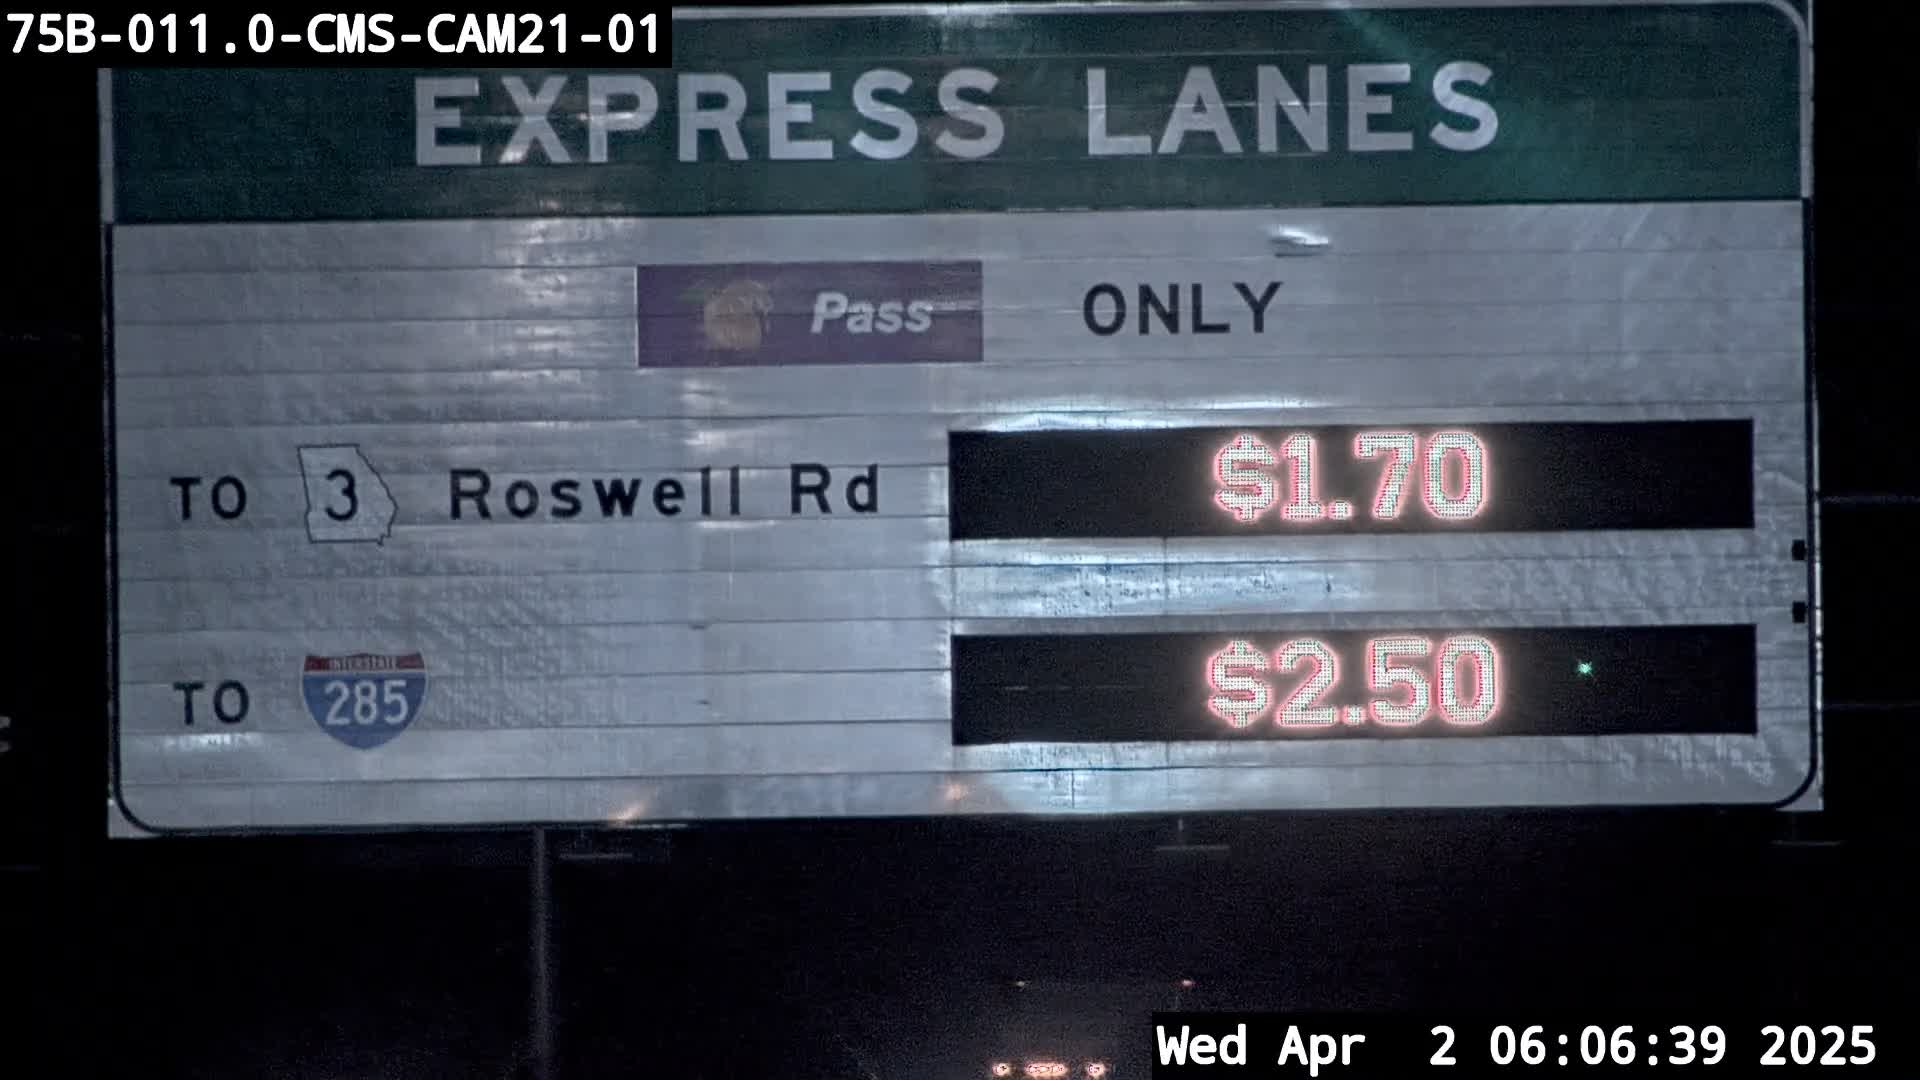 75B-011.0-CMS-CAM21-01
EXPRESS LANES
Pass ONLY
TO 3 Roswell Rd $1.70
INTERSTATE
TO 285 $2.50
Wed Apr 2 06:06:39 2025